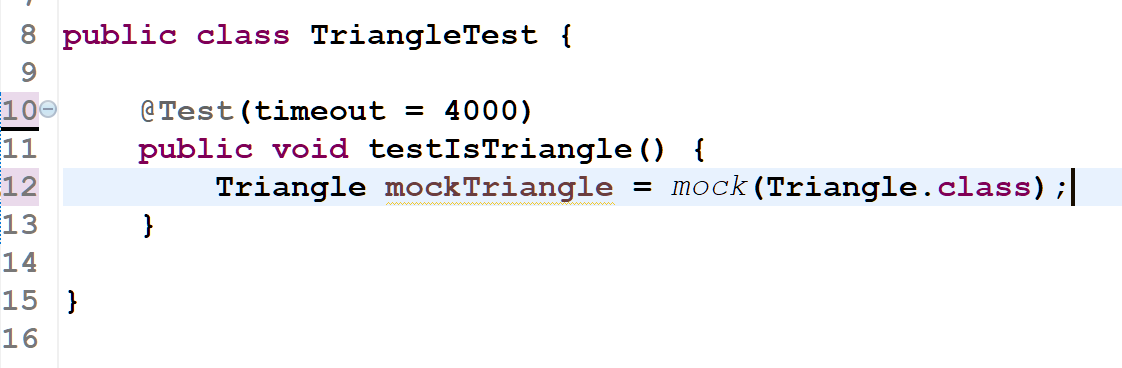 8 public class TriangleTest {
9
10 @Test(timeout = 4000)
11 public void testIsTriangle() {
12 Triangle mockTriangle = mock(Triangle.class);
13 }
14
15 }
16